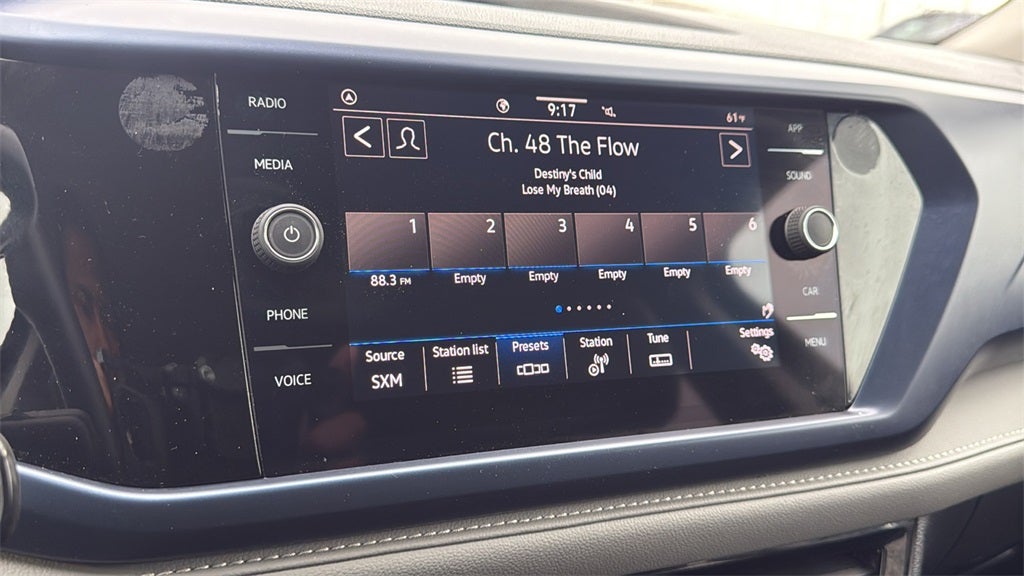 RADIO
MEDIA
PHONE
VOICE
9:17
61°F
Ch. 48 The Flow
Destiny's Child
Lose My Breath (04)
1 2 3 4 5 6
88.3 FM Empty Empty Empty Empty Empty
Source Station list Presets Station Tune Settings
SXM
APP
SOUND
CAR
MENU